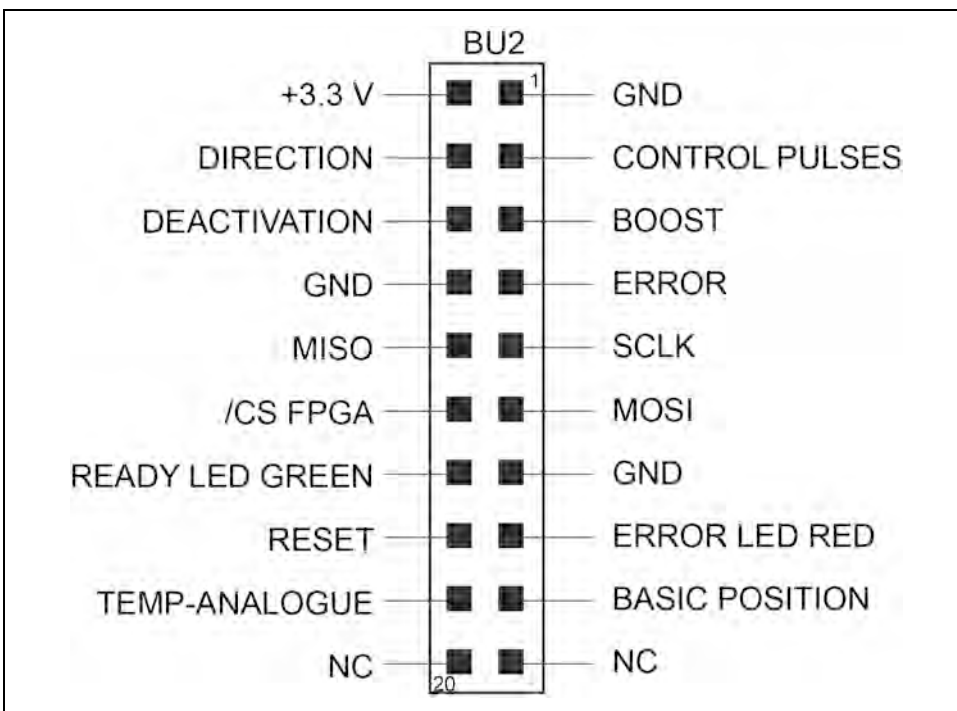 BU2
1
+3.3 V GND
DIRECTION CONTROL PULSES
DEACTIVATION BOOST
GND ERROR
MISO SCLK
/CS FPGA MOSI
READY LED GREEN GND
RESET ERROR LED RED
TEMP-ANALOGUE BASIC POSITION
NC NC
20